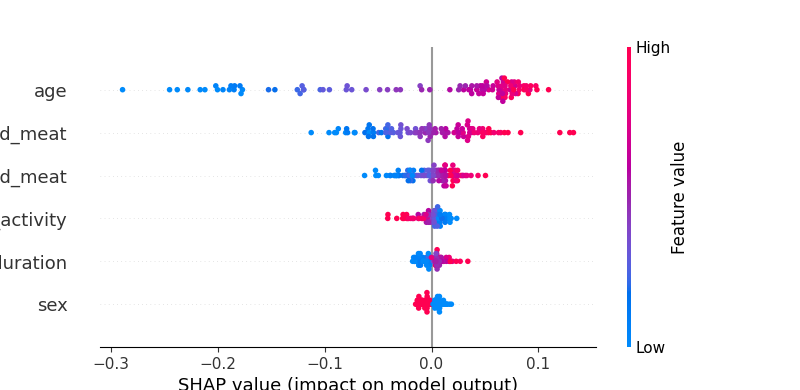 High
age
d_meat
d_meat
activity
duration
sex
Feature value
Low
−0.3 −0.2 −0.1 0.0 0.1
SHAP value (impact on model output)